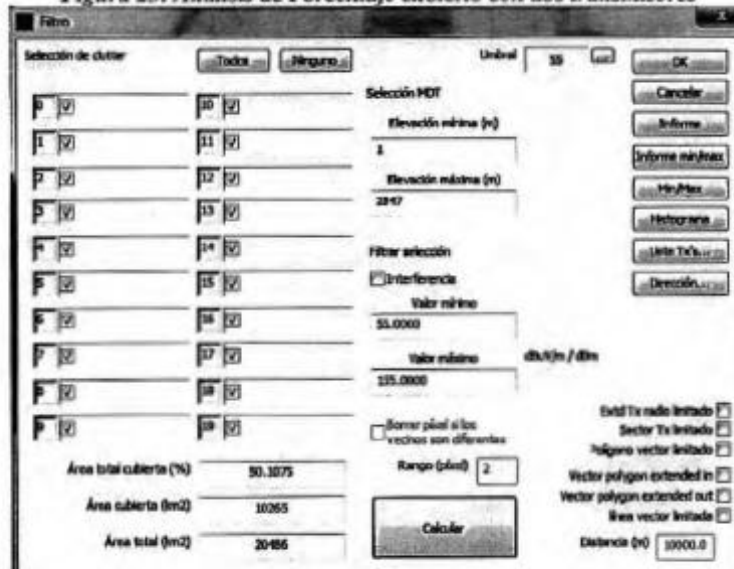 Filtro
Selección de clutter
Todos
Ninguno
Umbral
55
...
OK
Cancelar
Informe
Informe min/max
Min/Max
Histograma
Lista Tx's...
Dirección...
0
1
2
3
4
5
6
7
8
9
10
11
12
13
14
15
16
17
18
19
Selección MDT
Elevación mínima (m)
1
Elevación máxima (m)
2847
Filtrar selección
Interferencia
Valor mínimo
55.0000
Valor máximo
155.0000
dBuV/m / dBm
Borrar píxel si los
vecinos son diferentes
Rango (píxel)
2
Calcular
Área total cubierta (%)
50.1075
Área cubierta (km2)
10265
Área total (km2)
20486
Extd Tx radio limitado
Sector Tx limitado
Polígono vector limitado
Vector polygon extended in
Vector polygon extended out
línea vector limitada
Distancia (m)
10000.0